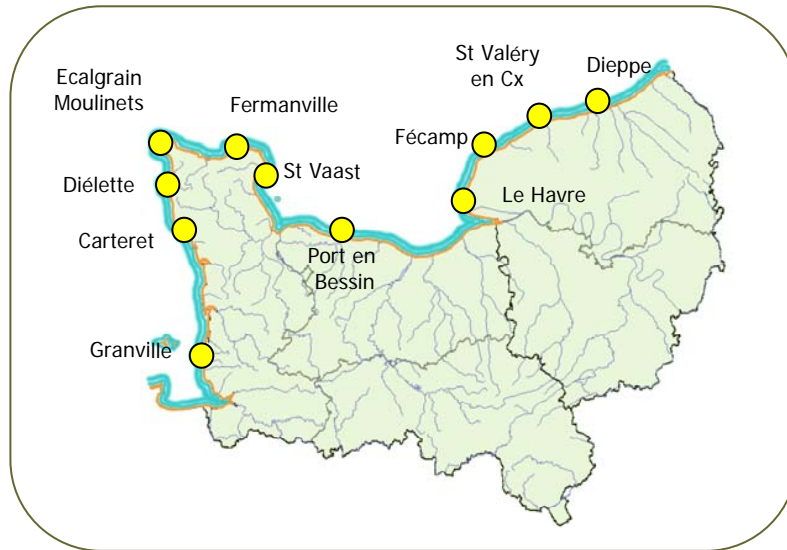 St Valéry
en Cx
Dieppe
Ecalgrain
Moulinets
Fermanville
Fécamp
St Vaast
Diélette
Le Havre
Carteret
Port en
Bessin
Granville